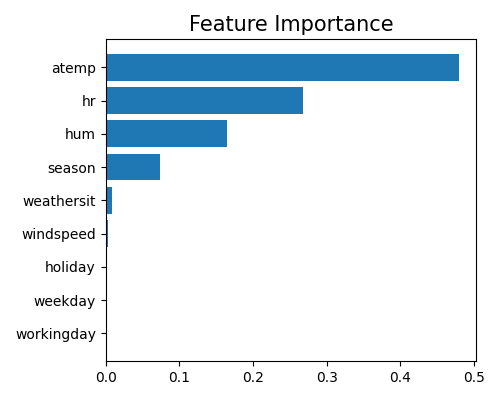 Feature Importance
atemp
hr
hum
season
weathersit
windspeed
holiday
weekday
workingday
0.0 0.1 0.2 0.3 0.4 0.5